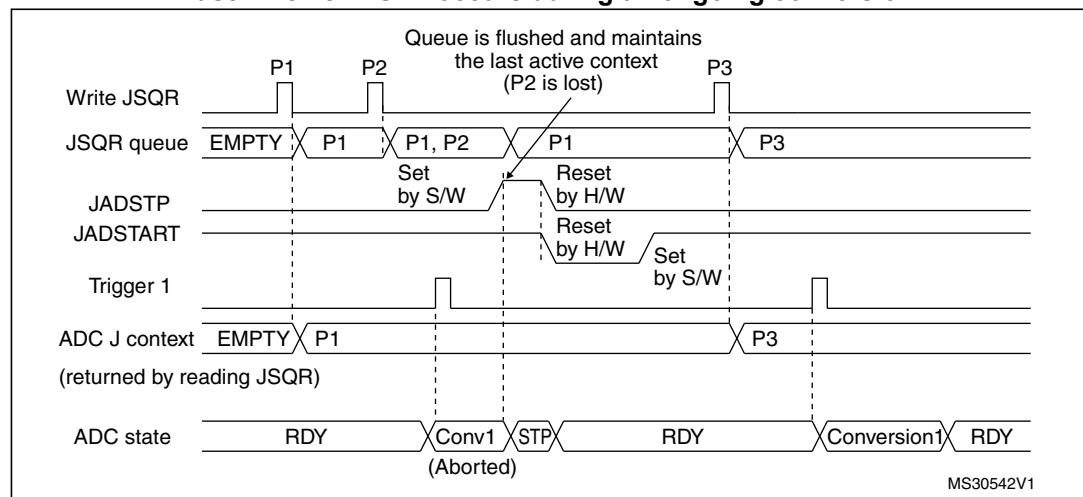 Queue is flushed and maintains
the last active context
(P2 is lost)
P1
P2
P3
Write JSQR
JSQR queue
EMPTY
P1
P1, P2
P1
P3
Set
by S/W
Reset
by H/W
JADSTP
JADSTART
Reset
by H/W
Set
by S/W
Trigger 1
ADC J context
EMPTY
P1
P3
(returned by reading JSQR)
ADC state
RDY
Conv1
STP
RDY
Conversion1
RDY
(Aborted)
MS30542V1